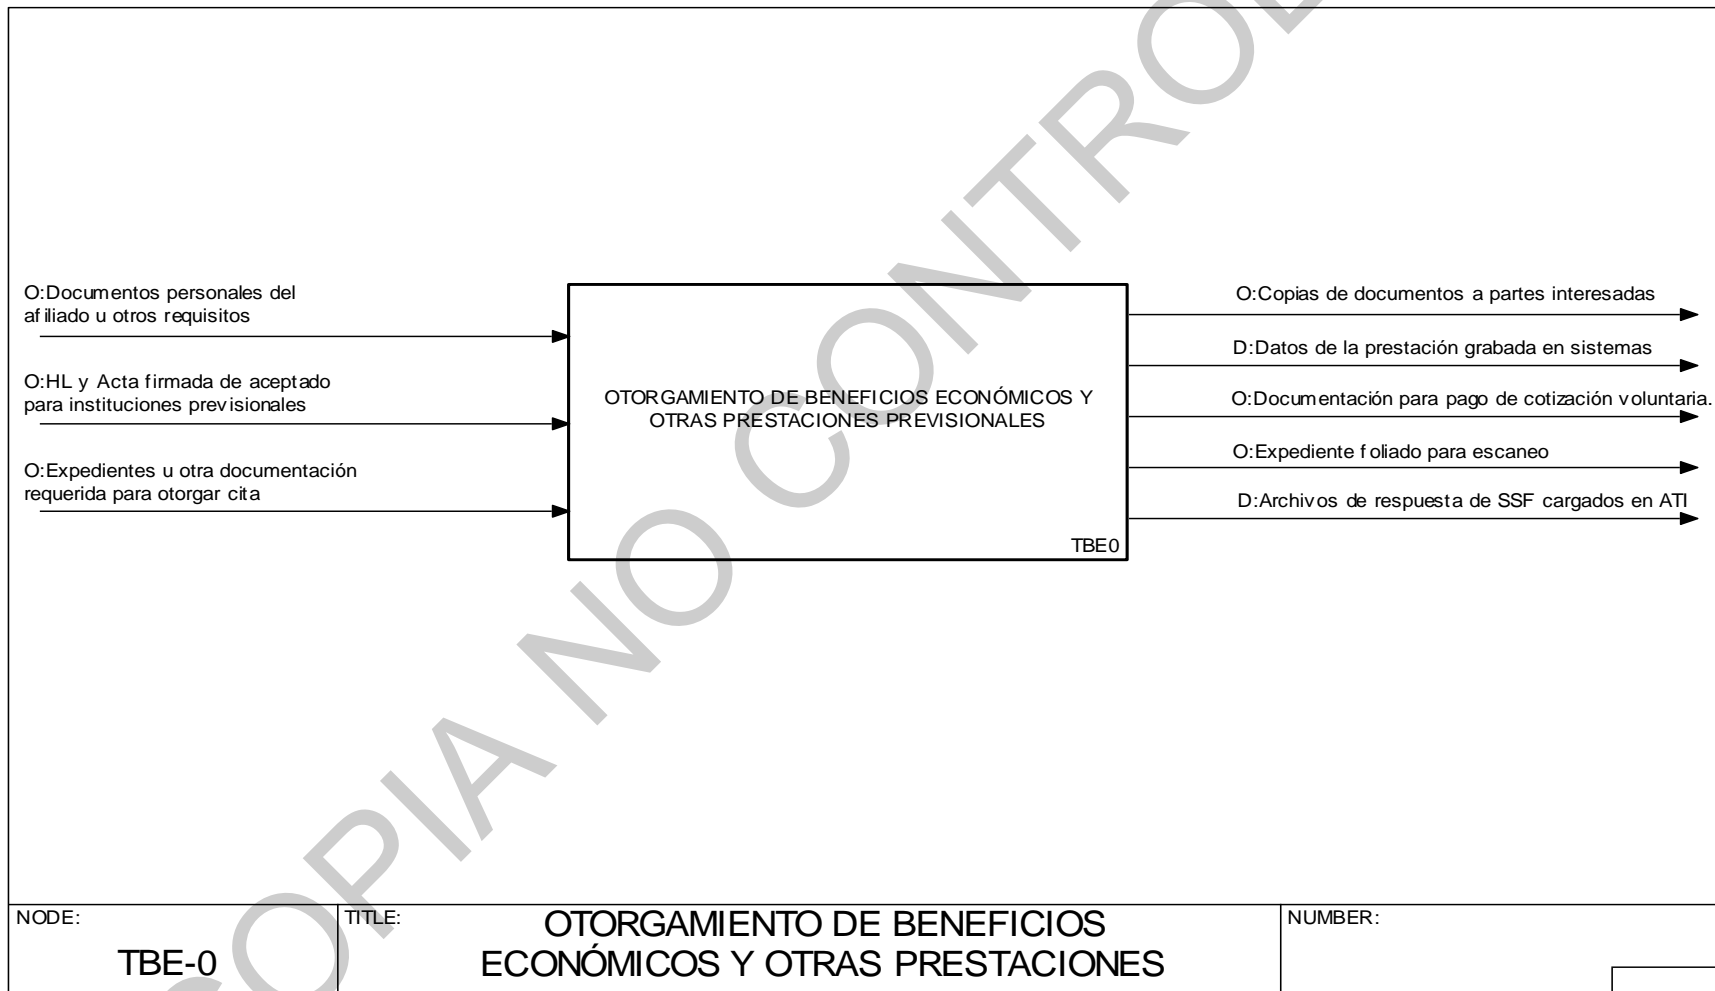 O:Documentos personales del
afiliado u otros requisitos
O:HL y Acta firmada de aceptado
para instituciones previsionales
O:Expedientes u otra documentación
requerida para otorgar cita
OTORGAMIENTO DE BENEFICIOS ECONÓMICOS Y
OTRAS PRESTACIONES PREVISIONALES
TBE0
O:Copias de documentos a partes interesadas
D:Datos de la prestación grabada en sistemas
O:Documentación para pago de cotización voluntaria.
O:Expediente foliado para escaneo
D:Archivos de respuesta de SSF cargados en ATI
COPIA NO CONTROL
NODE:
TBE-0
TITLE:
OTORGAMIENTO DE BENEFICIOS
ECONÓMICOS Y OTRAS PRESTACIONES
NUMBER: